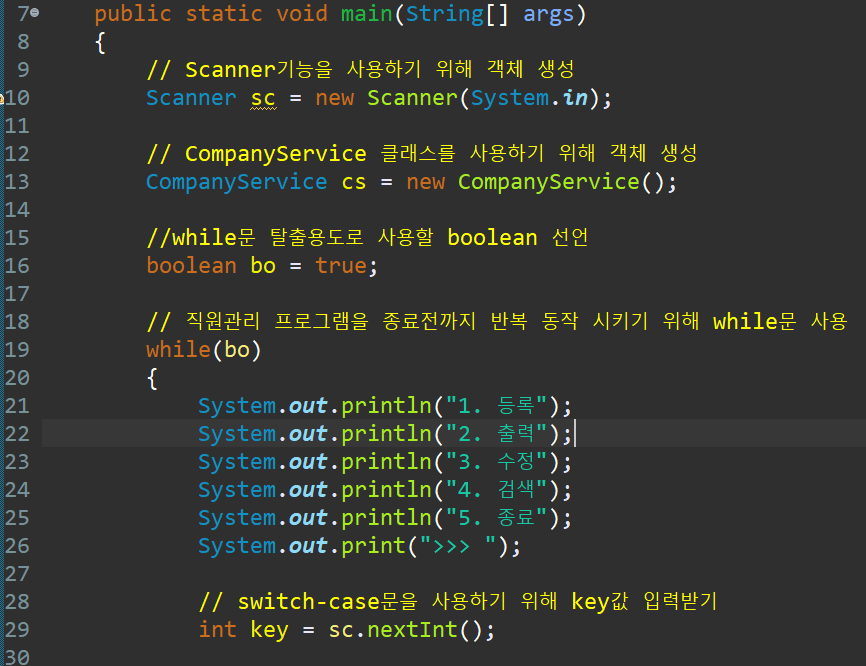 7 public static void main(String[] args)
8 {
9 // Scanner기능을 사용하기 위해 객체 생성
10 Scanner sc = new Scanner(System.in);
11
12 // CompanyService 클래스를 사용하기 위해 객체 생성
13 CompanyService cs = new CompanyService();
14
15 //while문 탈출용도로 사용할 boolean 선언
16 boolean bo = true;
17
18 // 직원관리 프로그램을 종료전까지 반복 동작 시키기 위해 while문 사용
19 while(bo)
20 {
21 System.out.println("1. 등록");
22 System.out.println("2. 출력");
23 System.out.println("3. 수정");
24 System.out.println("4. 검색");
25 System.out.println("5. 종료");
26 System.out.print(">>> ");
27
28 // switch-case문을 사용하기 위해 key값 입력받기
29 int key = sc.nextInt();
30